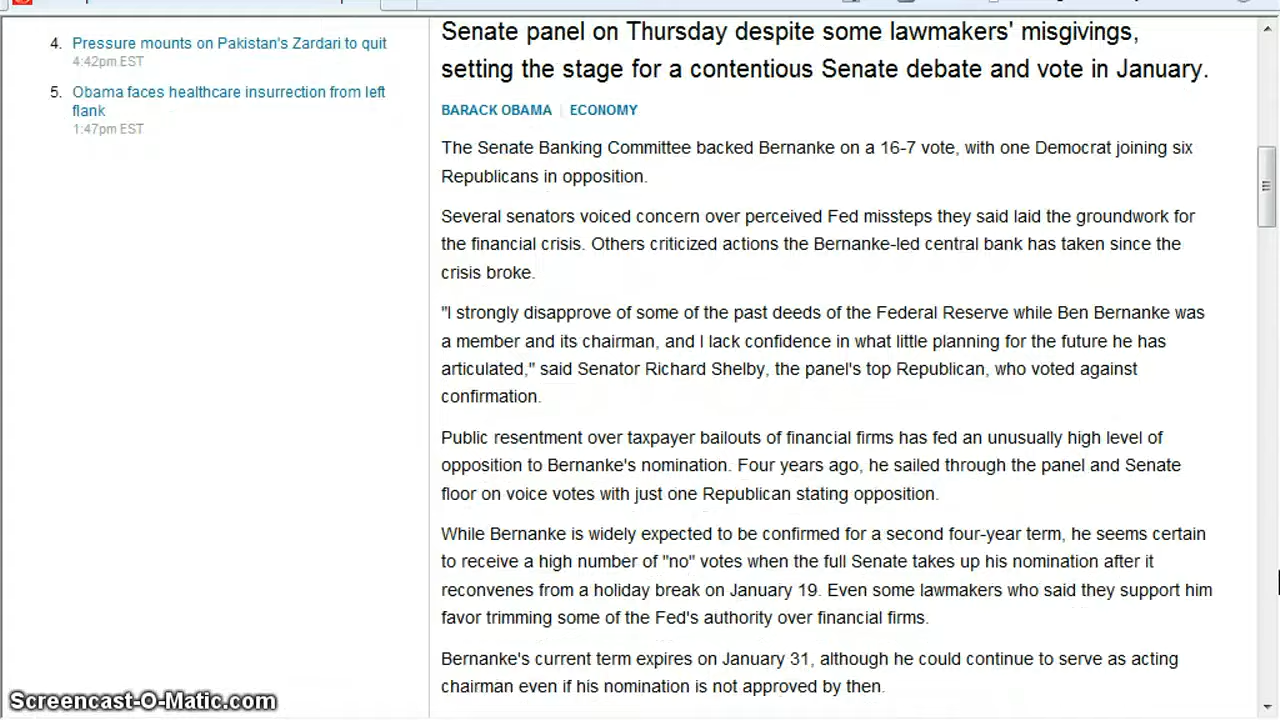 4. Pressure mounts on Pakistan's Zardari to quit
4:42pm EST
5. Obama faces healthcare insurrection from left
flank
1:47pm EST
Senate panel on Thursday despite some lawmakers' misgivings,
setting the stage for a contentious Senate debate and vote in January.
BARACK OBAMA | ECONOMY
The Senate Banking Committee backed Bernanke on a 16-7 vote, with one Democrat joining six
Republicans in opposition.
Several senators voiced concern over perceived Fed missteps they said laid the groundwork for
the financial crisis. Others criticized actions the Bernanke-led central bank has taken since the
crisis broke.
"I strongly disapprove of some of the past deeds of the Federal Reserve while Ben Bernanke was
a member and its chairman, and I lack confidence in what little planning for the future he has
articulated," said Senator Richard Shelby, the panel's top Republican, who voted against
confirmation.
Public resentment over taxpayer bailouts of financial firms has fed an unusually high level of
opposition to Bernanke's nomination. Four years ago, he sailed through the panel and Senate
floor on voice votes with just one Republican stating opposition.
While Bernanke is widely expected to be confirmed for a second four-year term, he seems certain
to receive a high number of "no" votes when the full Senate takes up his nomination after it
reconvenes from a holiday break on January 19. Even some lawmakers who said they support him
favor trimming some of the Fed's authority over financial firms.
Bernanke's current term expires on January 31, although he could continue to serve as acting
chairman even if his nomination is not approved by then.
Screencast-O-Matic.com